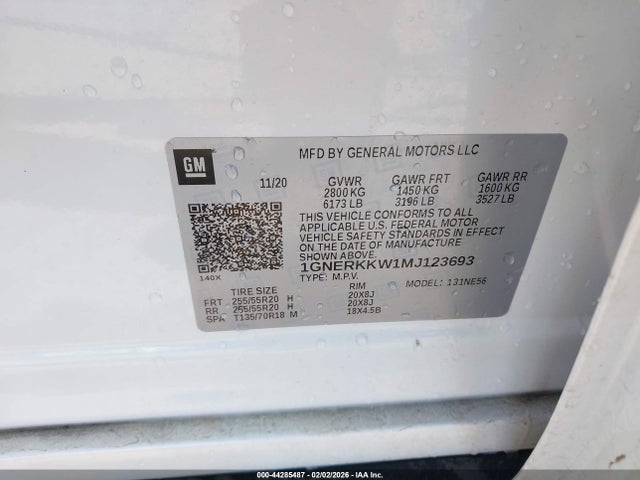 GM
MFD BY GENERAL MOTORS LLC
11/20 GVWR GAWR FRT GAWR RR
2800 KG 1450 KG 1600 KG
6173 LB 3196 LB 3527 LB
THIS VEHICLE CONFORMS TO ALL
APPLICABLE U.S. FEDERAL MOTOR
VEHICLE SAFETY STANDARDS IN EFFECT
ON THE DATE OF MANUFACTURE
SHOWN ABOVE.
140X
1GNERKKW1MJ123693
TYPE: M.P.V. MODEL: 131NE56
TIRE SIZE RIM
FRT 255/55R20 H 20X8J
RR 255/55R20 H 20X8J
SPA T135/70R18 M 18X4.5B
000-44285487 - 02/02/2026 - IAA Inc.